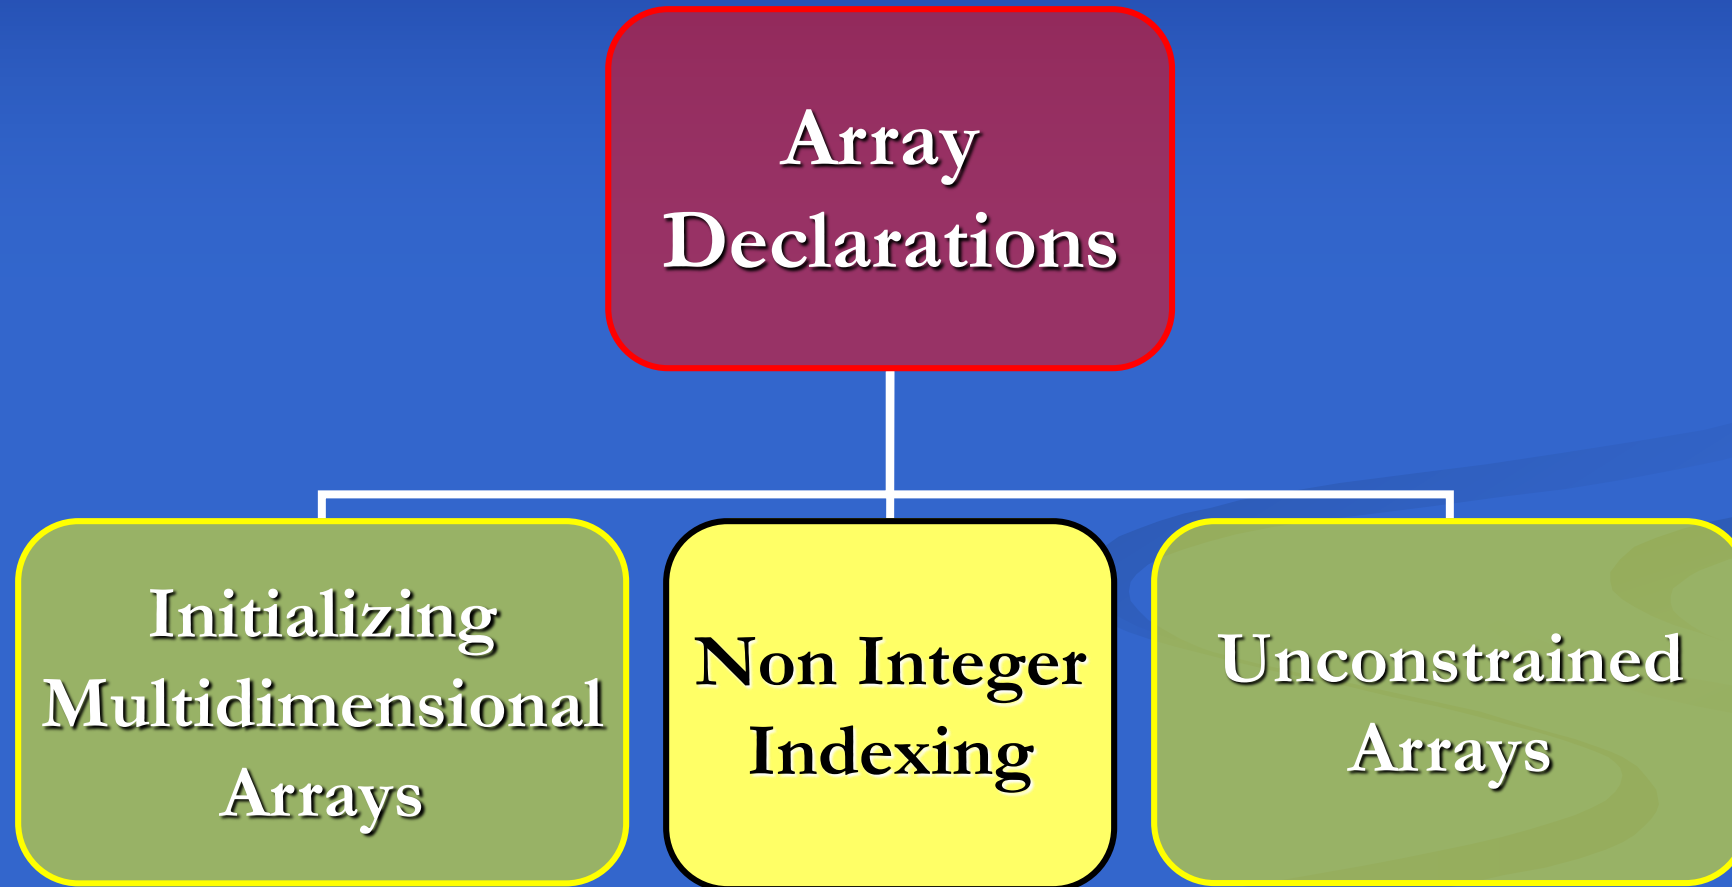 Array
Declarations
Initializing
Multidimensional
Arrays
Non Integer
Indexing
Unconstrained
Arrays